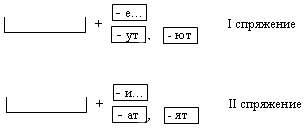 + - е... I спряжение
- ут , - ют
+ - и... II спряжение
- ат , - ят